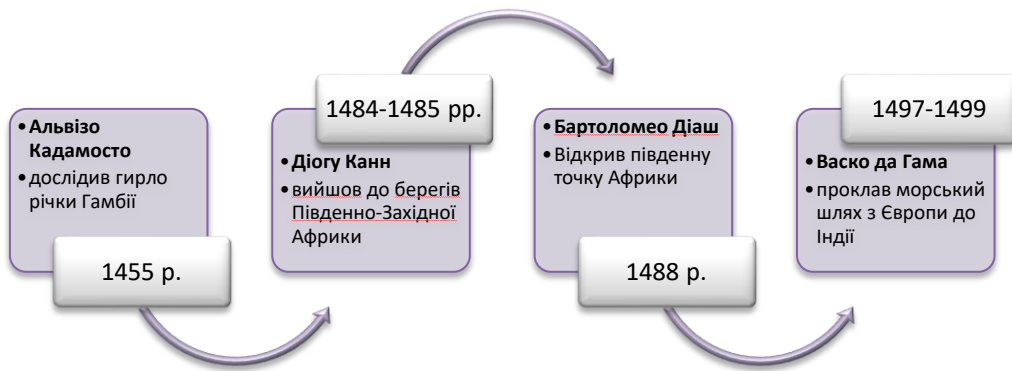 Альвізо
Кадамосто
дослідив гирло
річки Гамбії
1455 р.
1484-1485 рр.
Діогу Канн
вийшов до берегів
Південно-Західної
Африки
Бартоломео Діаш
Відкрив південну
точку Африки
1488 р.
1497-1499
Васко да Гама
проклав морський
шлях з Європи до
Індії